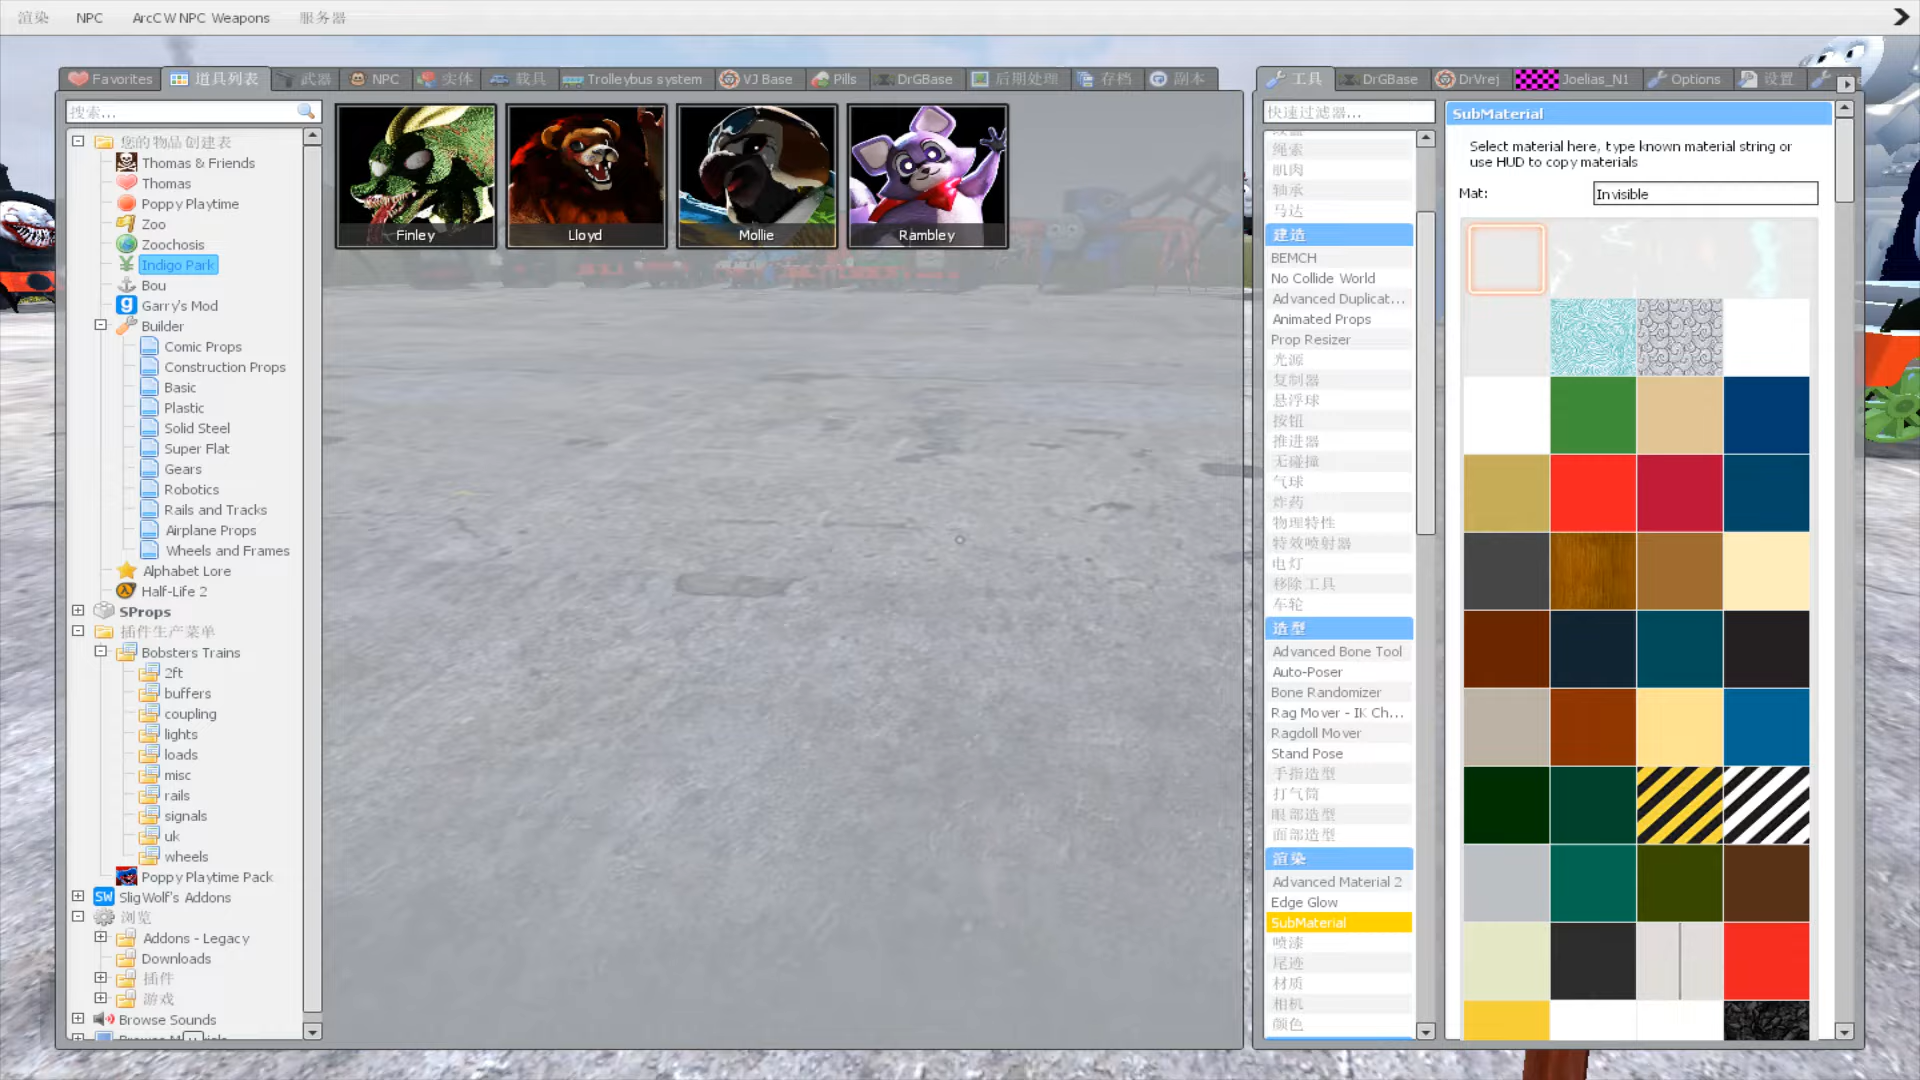 渲染 NPC ArcCW NPC Weapons 服务器
Favorites 道具列表 武器 NPC 实体 载具 Trolleybus system VJ Base Pills DrGBase 后期处理 存档 副本
工具 DrGBase DrVrej Joelias_N1 Options 设置
搜索...
您的物品创建表
Thomas & Friends
Thomas
Poppy Playtime
Zoo
Zoochosis
Indigo Park
Bou
Garry's Mod
Builder
Comic Props
Construction Props
Basic
Plastic
Solid Steel
Super Flat
Gears
Robotics
Rails and Tracks
Airplane Props
Wheels and Frames
Alphabet Lore
Half-Life 2
SProps
插件生产菜单
Bobsters Trains
2ft
buffers
coupling
lights
loads
misc
rails
signals
uk
wheels
Poppy Playtime Pack
SligWolf's Addons
浏览
Addons - Legacy
Downloads
插件
游戏
Browse Sounds
Finley
Lloyd
Mollie
Rambley
快速过滤器...
绳索
肌肉
轴承
马达
建造
BEMCH
No Collide World
Advanced Duplicat...
Animated Props
Prop Resizer
光源
复制器
悬浮球
按钮
推进器
无碰撞
气球
炸药
物理特性
特效喷射器
电灯
移除工具
车轮
造型
Advanced Bone Tool
Auto-Poser
Bone Randomizer
Rag Mover - IK Ch...
Ragdoll Mover
Stand Pose
手指造型
打气筒
眼部造型
面部造型
渲染
Advanced Material 2
Edge Glow
SubMaterial
喷漆
尾迹
材质
相机
颜色
SubMaterial
Select material here, type known material string or
use HUD to copy materials
Mat: Invisible